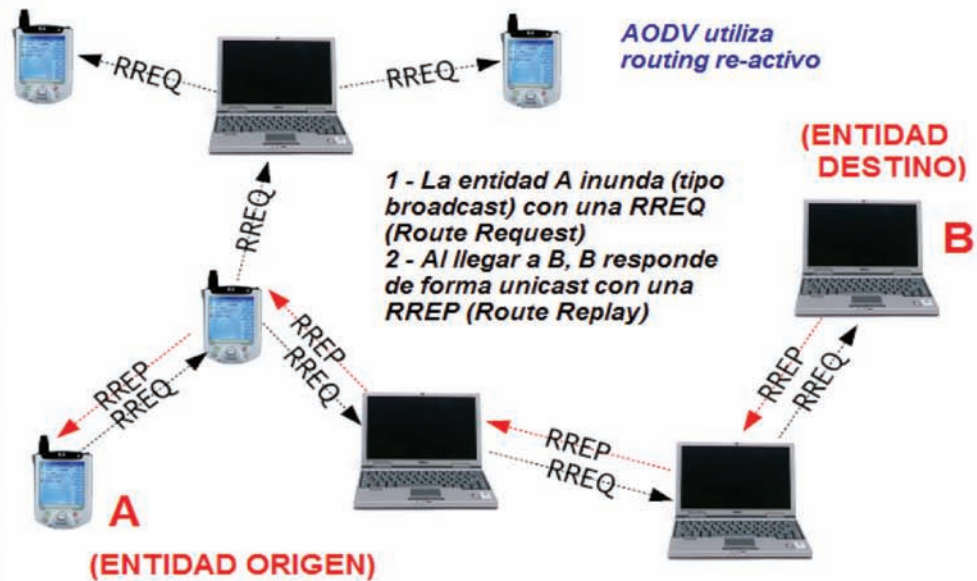 AODV utiliza
routing re-activo
RREQ
RREQ
(ENTIDAD
DESTINO)
B
1 - La entidad A inunda (tipo
broadcast) con una RREQ
(Route Request)
2 - Al llegar a B, B responde
de forma unicast con una
RREP (Route Replay)
RREQ
RREP
RREQ
RREP
RREQ
RREP
RREQ
RREP
RREQ
A
(ENTIDAD ORIGEN)